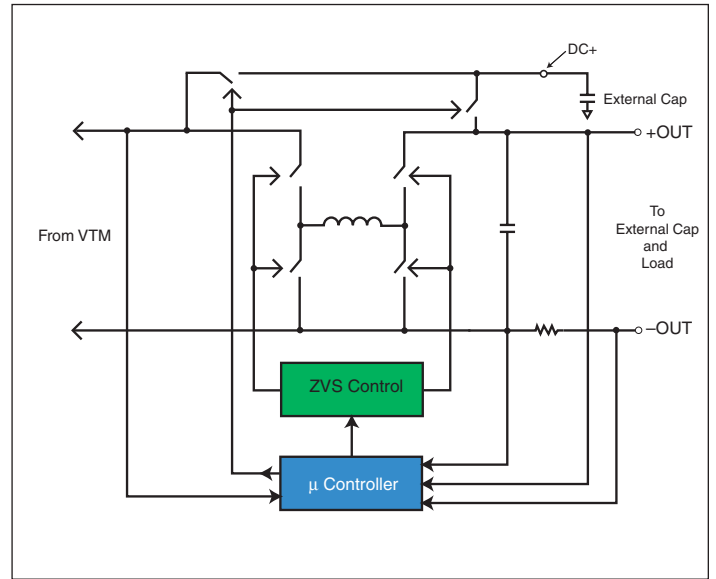 DC+
External Cap
+OUT
From VTM
To
External Cap
and
Load
–OUT
ZVS Control
μ Controller